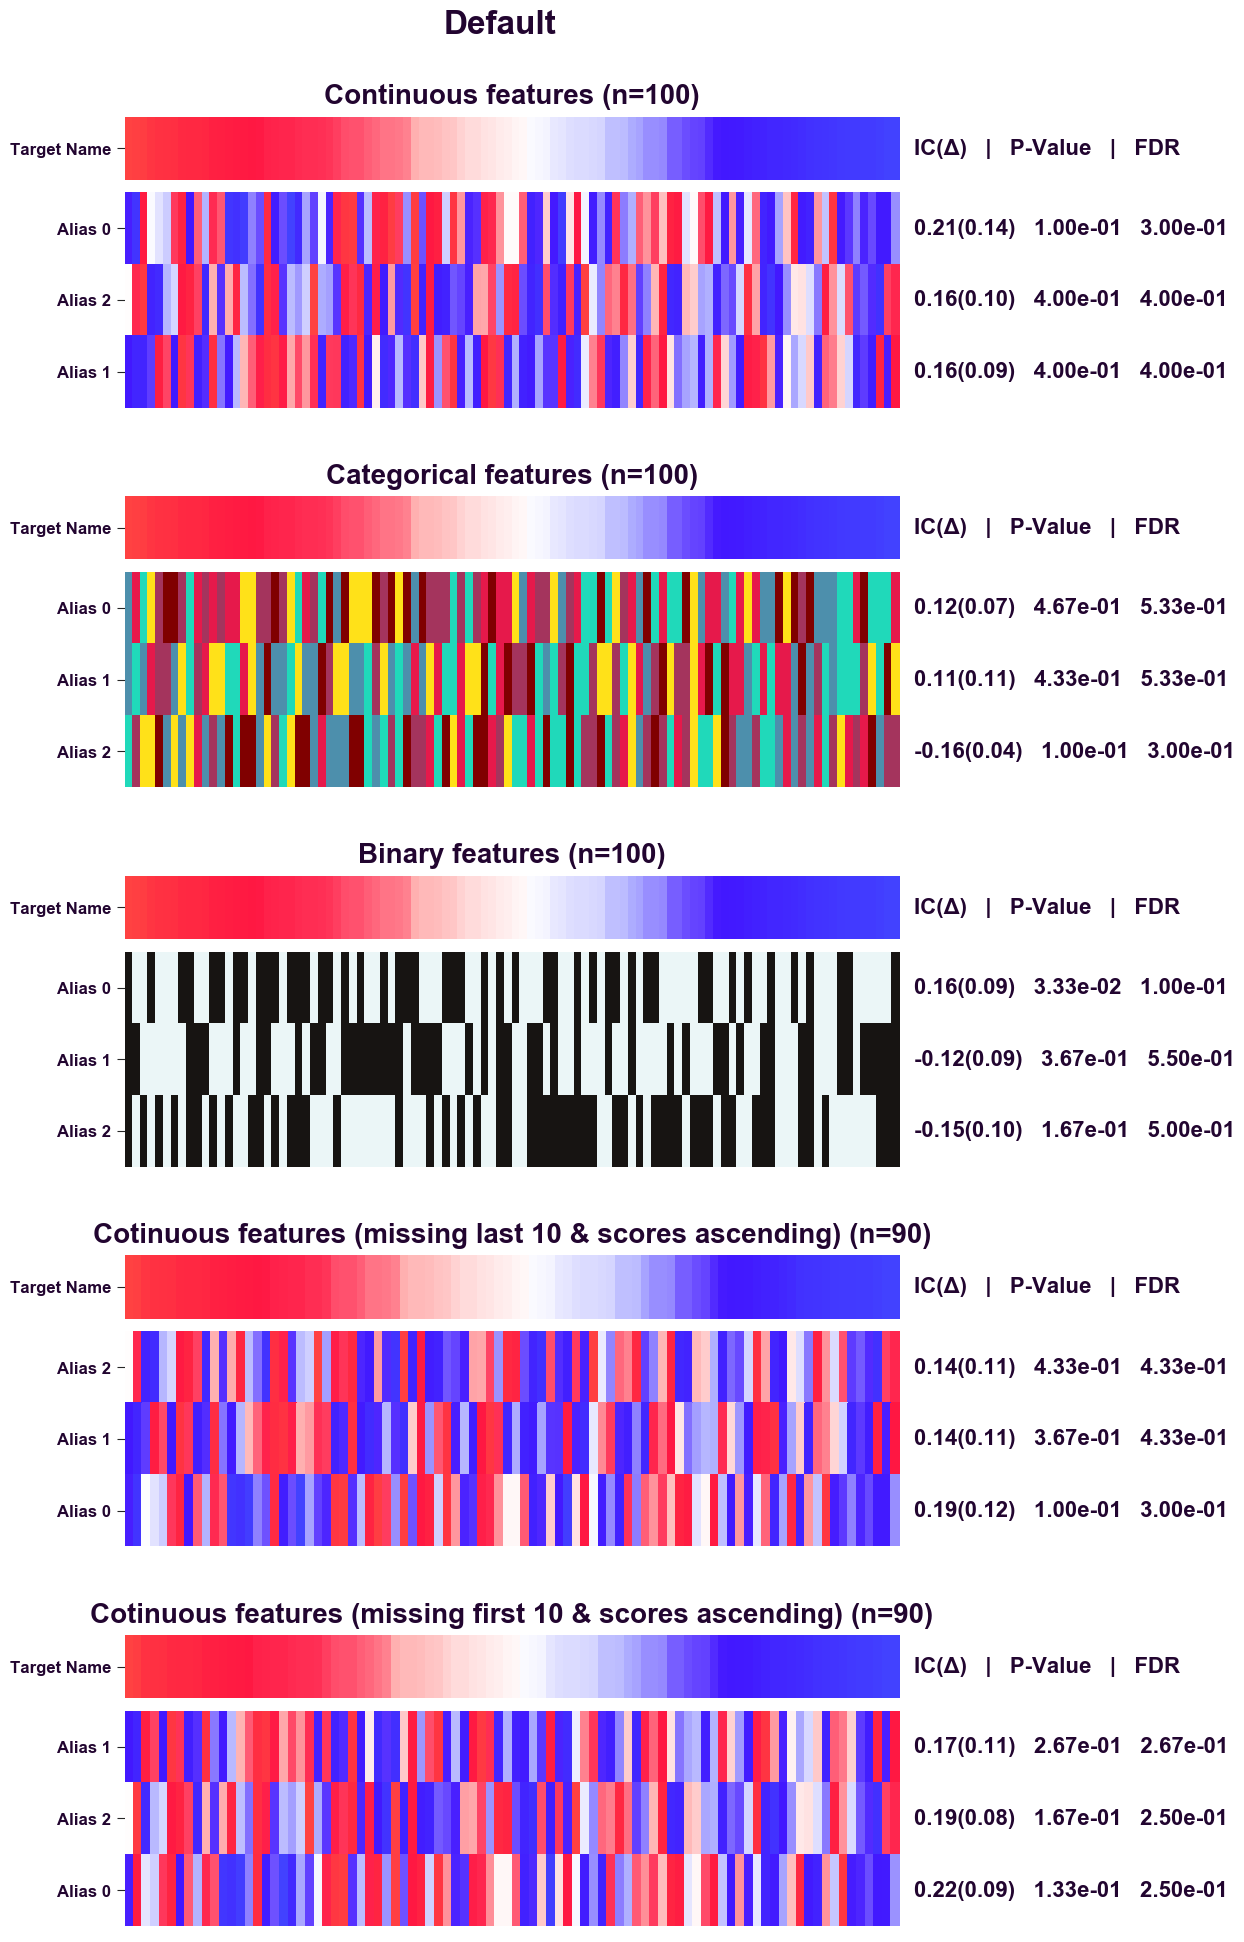 Default
Continuous features (n=100)
Target Name IC(Δ) | P-Value | FDR
Alias 0 0.21(0.14) 1.00e-01 3.00e-01
Alias 2 0.16(0.10) 4.00e-01 4.00e-01
Alias 1 0.16(0.09) 4.00e-01 4.00e-01
Categorical features (n=100)
Target Name IC(Δ) | P-Value | FDR
Alias 0 0.12(0.07) 4.67e-01 5.33e-01
Alias 1 0.11(0.11) 4.33e-01 5.33e-01
Alias 2 -0.16(0.04) 1.00e-01 3.00e-01
Binary features (n=100)
Target Name IC(Δ) | P-Value | FDR
Alias 0 0.16(0.09) 3.33e-02 1.00e-01
Alias 1 -0.12(0.09) 3.67e-01 5.50e-01
Alias 2 -0.15(0.10) 1.67e-01 5.00e-01
Cotinuous features (missing last 10 & scores ascending) (n=90)
Target Name IC(Δ) | P-Value | FDR
Alias 2 0.14(0.11) 4.33e-01 4.33e-01
Alias 1 0.14(0.11) 3.67e-01 4.33e-01
Alias 0 0.19(0.12) 1.00e-01 3.00e-01
Cotinuous features (missing first 10 & scores ascending) (n=90)
Target Name IC(Δ) | P-Value | FDR
Alias 1 0.17(0.11) 2.67e-01 2.67e-01
Alias 2 0.19(0.08) 1.67e-01 2.50e-01
Alias 0 0.22(0.09) 1.33e-01 2.50e-01